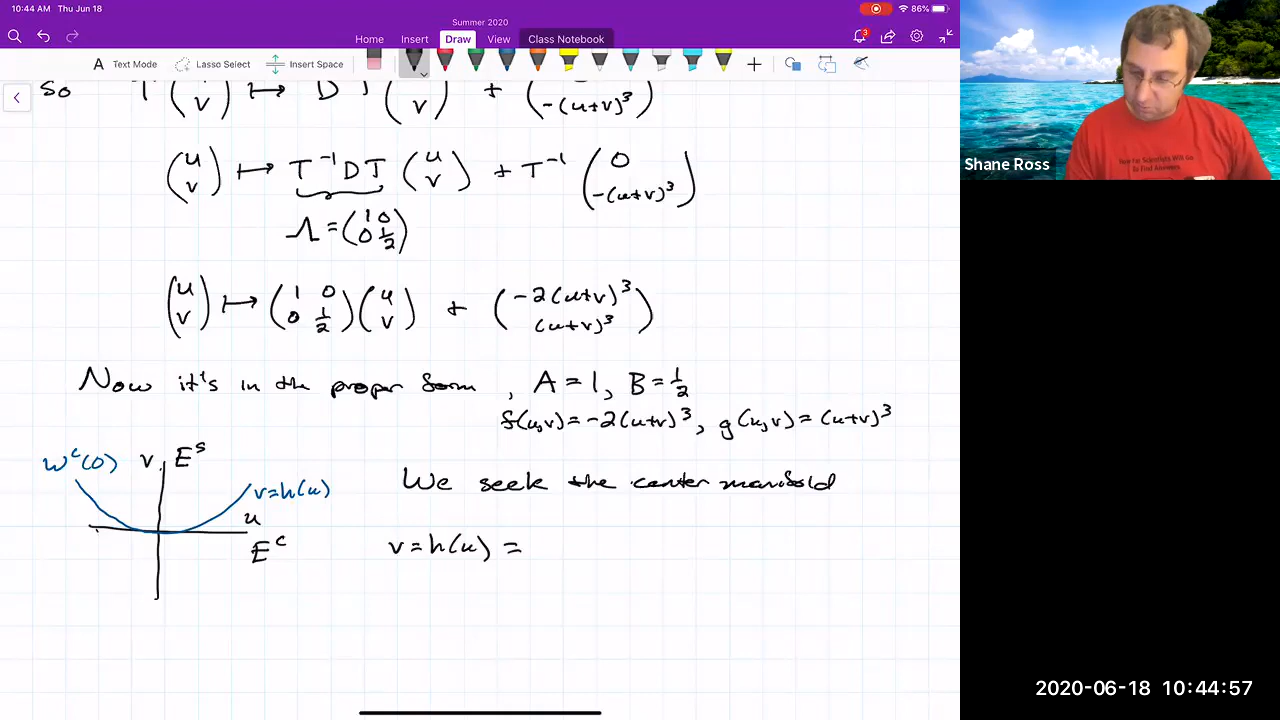 10:44 AM Thu Jun 18
86%
Summer 2020
Home Insert Draw View Class Notebook
3
A Text Mode Lasso Select Insert Space
so T (u v) ↦ D T (u v) + (0 -(u+v)³)
(u v) ↦ T⁻¹DT (u v) + T⁻¹ (0 -(u+v)³)
Λ = (1 0 0 ½)
(u v) ↦ (1 0 0 ½)(u v) + (-2(u+v)³ (u+v)³)
Now it's in the proper form, A = 1, B = ½
f(u,v) = -2(u+v)³, g(u,v) = (u+v)³
Wᶜ(0) v Eˢ
v=h(u)
u
Eᶜ
We seek the center manifold
v = h(u) =
Shane Ross
2020-06-18 10:44:57